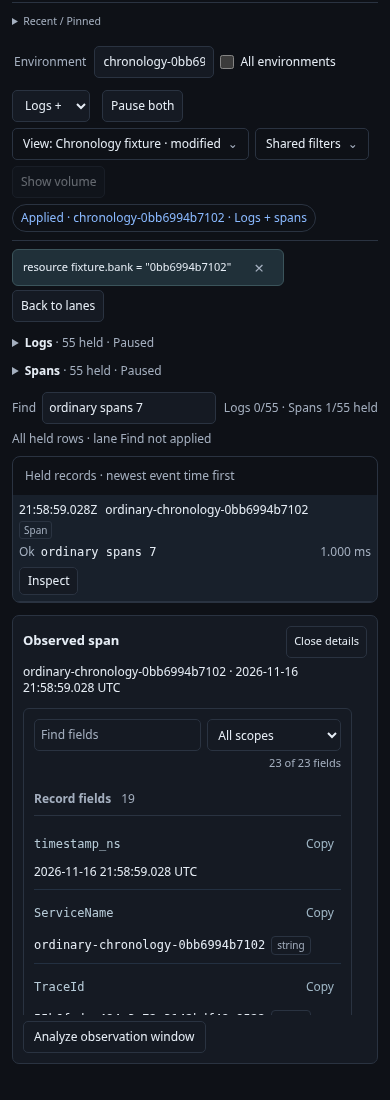 Recent / Pinned
Environment chronology-0bb69 All environments
Logs + Pause both
View: Chronology fixture · modified Shared filters
Show volume
Applied · chronology-0bb6994b7102 · Logs + spans
resource fixture.bank = "0bb6994b7102" ×
Back to lanes
Logs · 55 held · Paused
Spans · 55 held · Paused
Find ordinary spans 7 Logs 0/55 · Spans 1/55 held
All held rows · lane Find not applied
Held records · newest event time first
21:58:59.028Z ordinary-chronology-0bb6994b7102
Span
Ok ordinary spans 7 1.000 ms
Inspect
Observed span Close details
ordinary-chronology-0bb6994b7102 · 2026-11-16
21:58:59.028 UTC
Find fields All scopes
23 of 23 fields
Record fields 19
timestamp_ns Copy
2026-11-16 21:58:59.028 UTC
ServiceName Copy
ordinary-chronology-0bb6994b7102 string
TraceId Copy
Analyze observation window